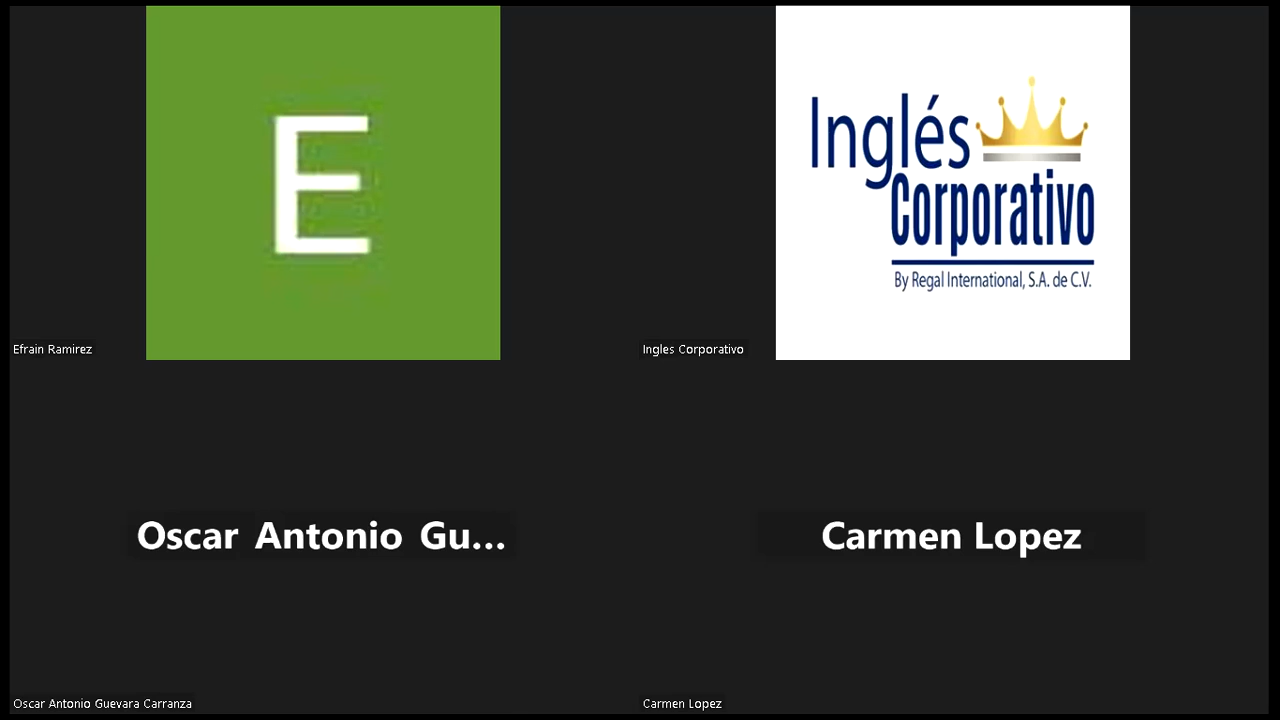 E
Inglés
Corporativo
By Regal International, S.A. de C.V.
Efrain Ramirez
Ingles Corporativo
Oscar Antonio Gu...
Carmen Lopez
Oscar Antonio Guevara Carranza
Carmen Lopez